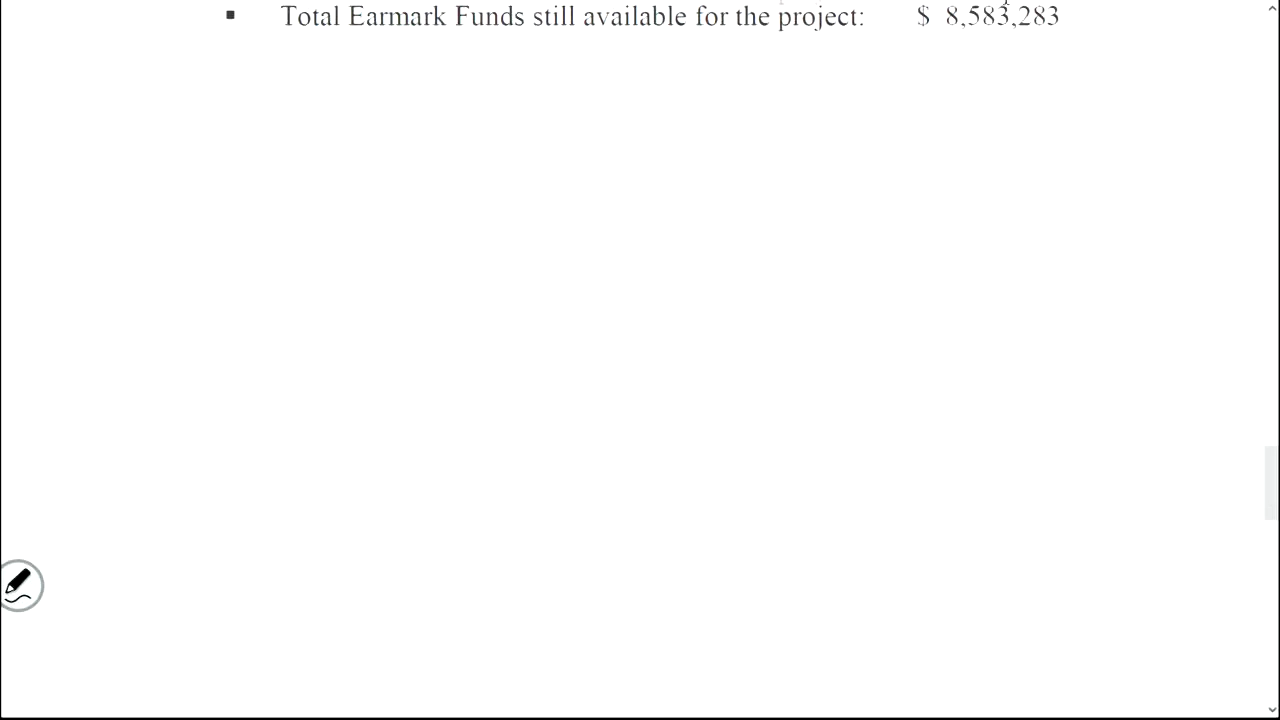 ▪ Total Earmark Funds still available for the project: $ 8,583,283